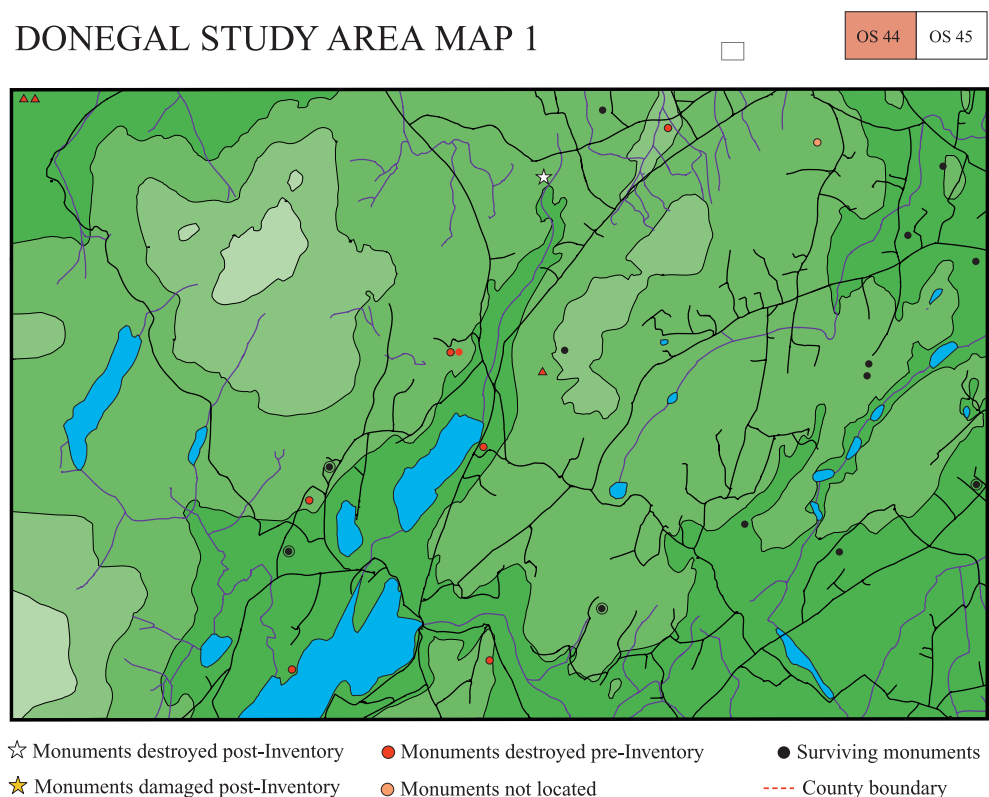 DONEGAL STUDY AREA MAP 1
OS 44 OS 45
Monuments destroyed post-Inventory Monuments destroyed pre-Inventory Surviving monuments
Monuments damaged post-Inventory Monuments not located County boundary